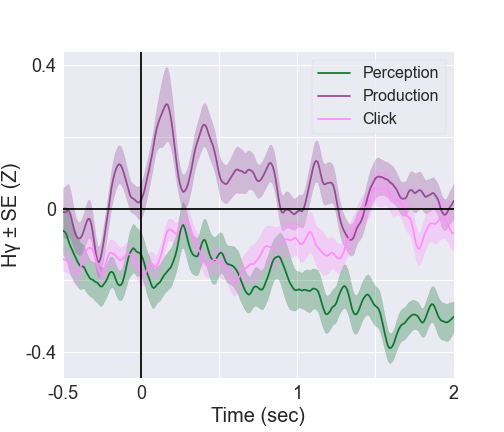 0.4
0
-0.4
Hγ ± SE (Z)
Perception
Production
Click
-0.5 0 1 2
Time (sec)